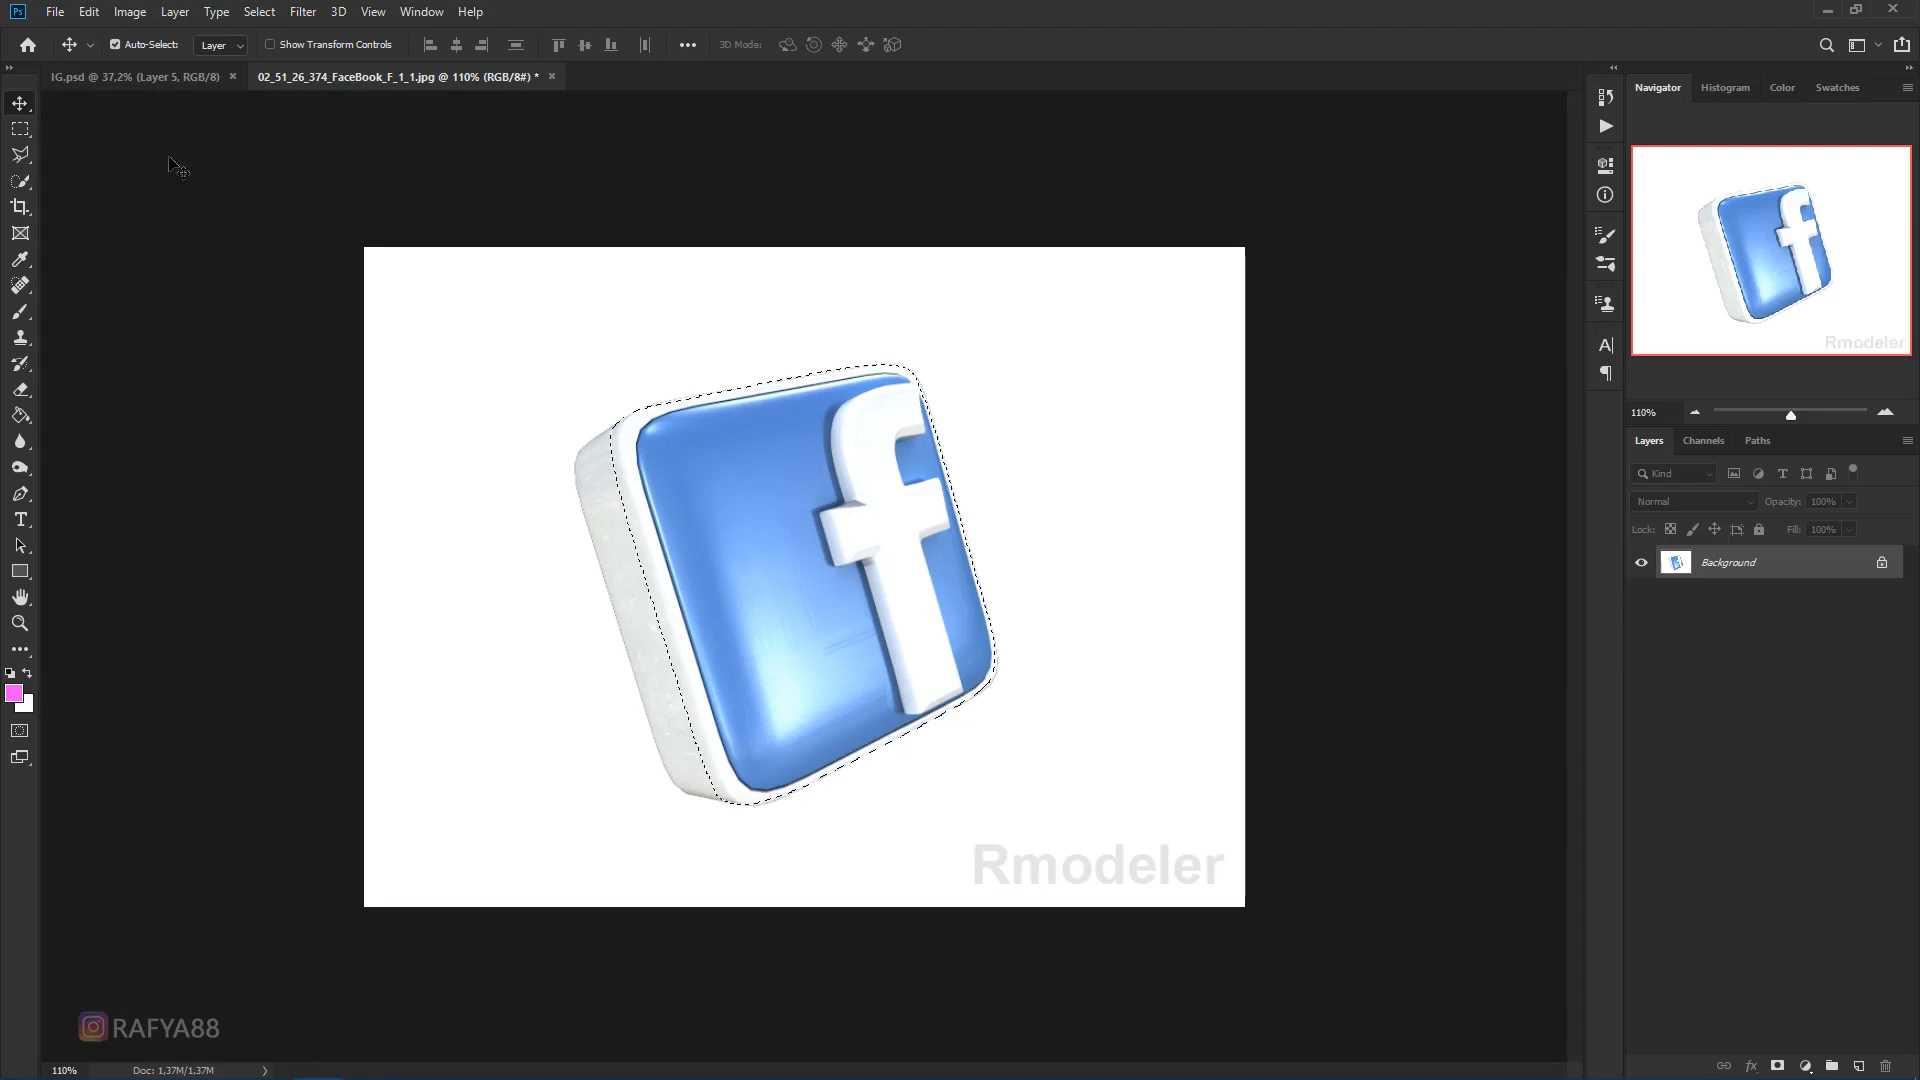 Ps File Edit Image Layer Type Select Filter 3D View Window Help
Auto-Select: Layer Show Transform Controls 3D Mode:
IG.psd @ 37,2% (Layer 5, RGB/8) × 02_51_26_374_FaceBook_F_1_1.jpg @ 110% (RGB/8#) * ×
Navigator Histogram Color Swatches
Rmodeler
110%
Layers Channels Paths
Kind
Normal Opacity: 100%
Lock: Fill: 100%
Background
f
Rmodeler
RAFYA88
110% Doc: 1,37M/1,37M